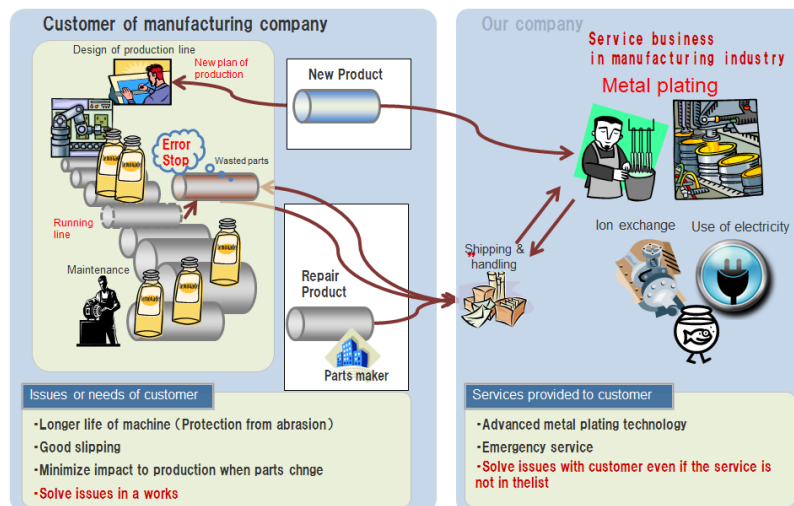 Customer of manufacturing company
Design of production line
New plan of
production
Error
Stop
Wasted parts
Running
line
Maintenance
New Product
Repair
Product
Parts maker
Our company
Service business
in manufacturing industry
Metal plating
Ion exchange
Use of electricity
Shipping &
handling
Issues or needs of customer
-Longer life of machine (Protection from abrasion)
-Good slipping
-Minimize impact to production when parts chnge
-Solve issues in a works
Services provided to customer
-Advanced metal plating technology
-Emergency service
-Solve issues with customer even if the service is
not in thelist